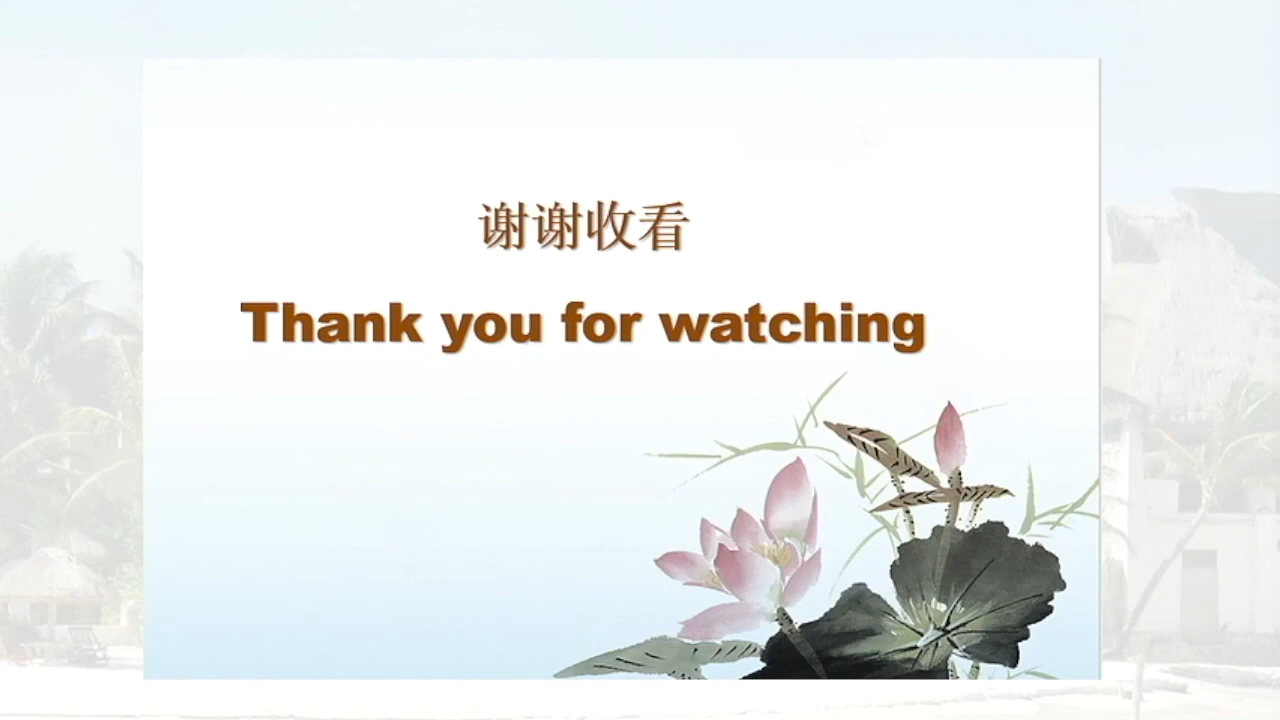 谢谢收看
Thank you for watching